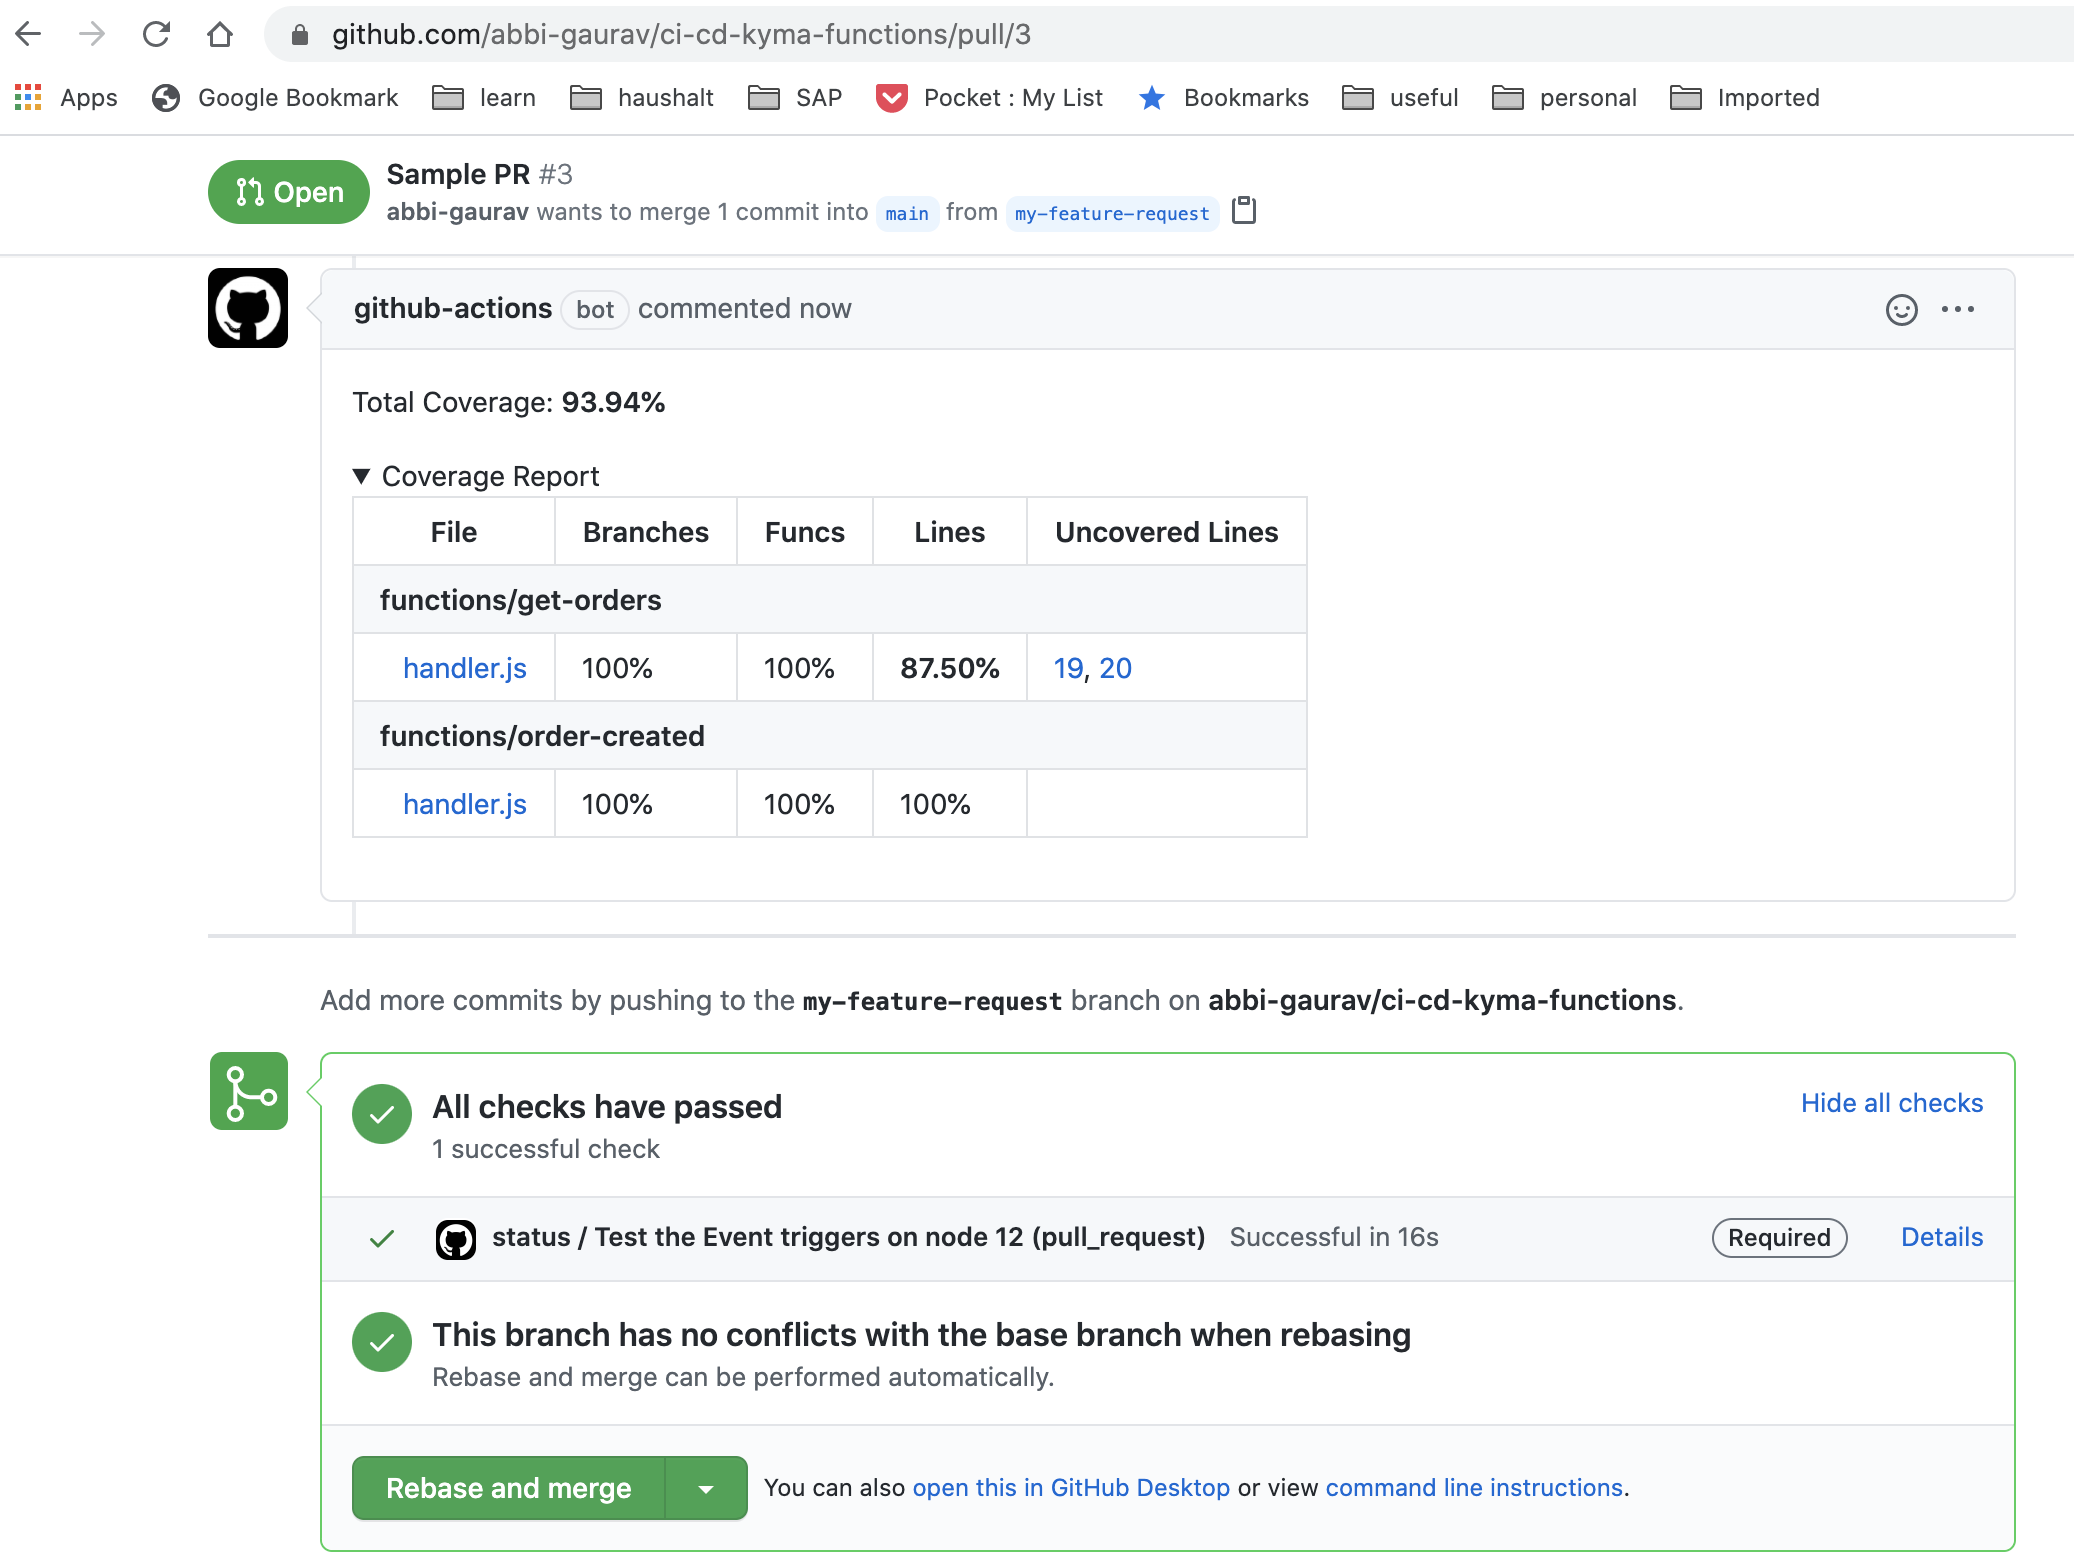 github.com/abbi-gaurav/ci-cd-kyma-functions/pull/3
Apps Google Bookmark learn haushalt SAP Pocket : My List Bookmarks useful personal Imported
Open
Sample PR #3
abbi-gaurav wants to merge 1 commit into main from my-feature-request
github-actions bot commented now
Total Coverage: 93.94%
▼ Coverage Report
File Branches Funcs Lines Uncovered Lines
functions/get-orders
handler.js 100% 100% 87.50% 19, 20
functions/order-created
handler.js 100% 100% 100%
Add more commits by pushing to the my-feature-request branch on abbi-gaurav/ci-cd-kyma-functions.
All checks have passed
Hide all checks
1 successful check
status / Test the Event triggers on node 12 (pull_request) Successful in 16s Required Details
This branch has no conflicts with the base branch when rebasing
Rebase and merge can be performed automatically.
Rebase and merge You can also open this in GitHub Desktop or view command line instructions.